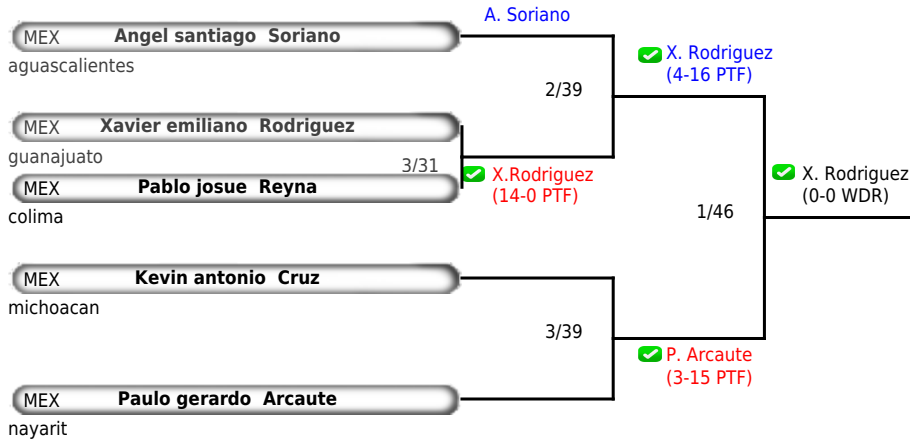 A. Soriano
MEX Angel santiago Soriano
aguascalientes
X. Rodriguez
(4-16 PTF)
2/39
MEX Xavier emiliano Rodriguez
guanajuato
3/31
X.Rodriguez
(14-0 PTF)
MEX Pablo josue Reyna
colima
X. Rodriguez
(0-0 WDR)
1/46
MEX Kevin antonio Cruz
michoacan
3/39
P. Arcaute
(3-15 PTF)
MEX Paulo gerardo Arcaute
nayarit